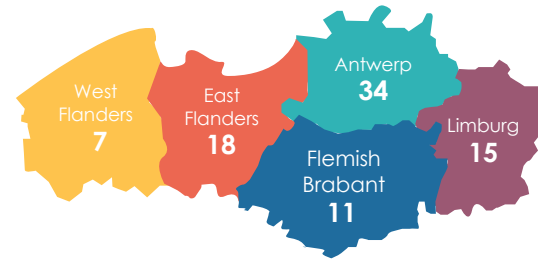 West
Flanders
7
East
Flanders
18
Antwerp
34
Flemish
Brabant
11
Limburg
15